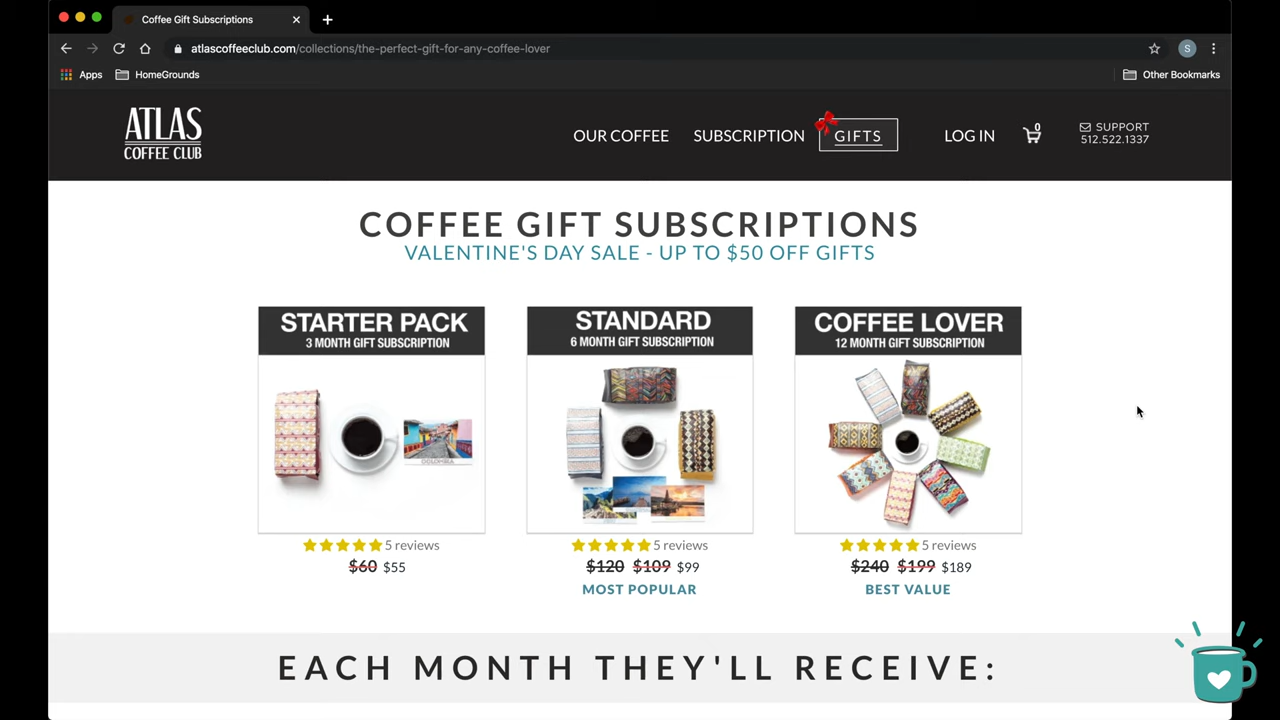 Coffee Gift Subscriptions
atlascoffeeclub.com/collections/the-perfect-gift-for-any-coffee-lover
S
Apps
HomeGrounds
Other Bookmarks
ATLAS
COFFEE CLUB
OUR COFFEE
SUBSCRIPTION
GIFTS
LOG IN
0
SUPPORT
512.522.1337
COFFEE GIFT SUBSCRIPTIONS
VALENTINE'S DAY SALE - UP TO $50 OFF GIFTS
STARTER PACK
3 MONTH GIFT SUBSCRIPTION
COLOMBIA
5 reviews
$60 $55
STANDARD
6 MONTH GIFT SUBSCRIPTION
5 reviews
$120 $109 $99
MOST POPULAR
COFFEE LOVER
12 MONTH GIFT SUBSCRIPTION
5 reviews
$240 $199 $189
BEST VALUE
EACH MONTH THEY'LL RECEIVE: